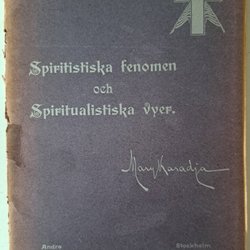 Spiritistiska fenomen
och
Spiritualistiska vyer.
Mary Karadja
Andra
Stockholm